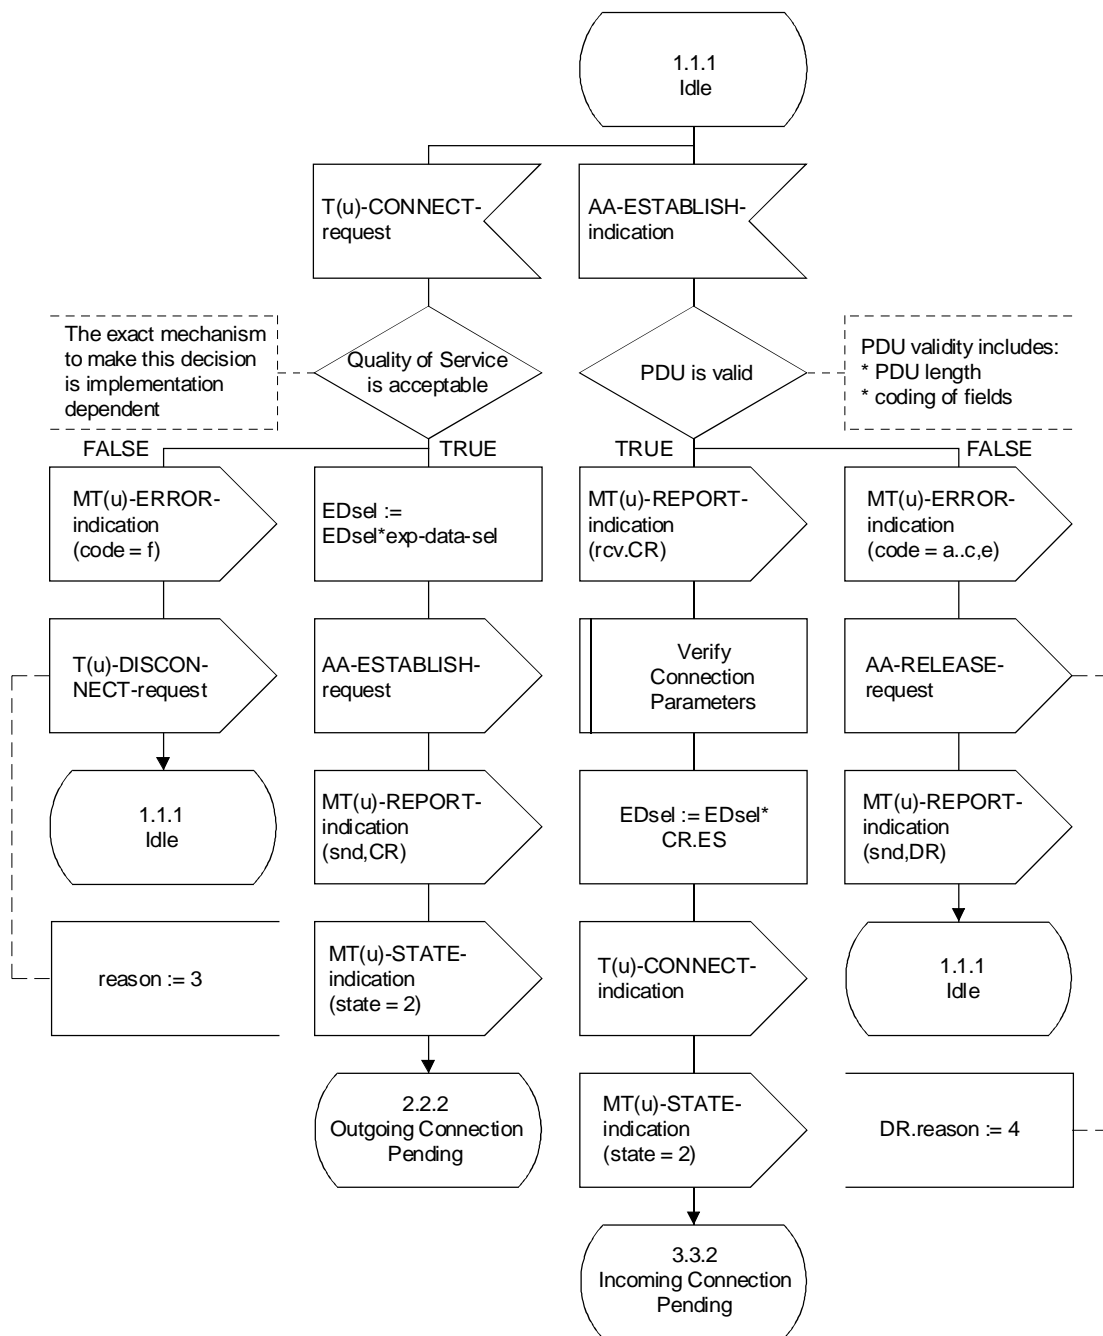 1.1.1
Idle
T(u)-CONNECT-
request
AA-ESTABLISH-
indication
The exact mechanism
to make this decision
is implementation
dependent
Quality of Service
is acceptable
PDU is valid
PDU validity includes:
* PDU length
* coding of fields
FALSE
TRUE
TRUE
FALSE
MT(u)-ERROR-
indication
(code = f)
EDsel :=
EDsel*exp-data-sel
MT(u)-REPORT-
indication
(rcv.CR)
MT(u)-ERROR-
indication
(code = a..c,e)
T(u)-DISCON-
NECT-request
AA-ESTABLISH-
request
Verify
Connection
Parameters
AA-RELEASE-
request
1.1.1
Idle
MT(u)-REPORT-
indication
(snd,CR)
EDsel := EDsel*
CR.ES
MT(u)-REPORT-
indication
(snd,DR)
reason := 3
MT(u)-STATE-
indication
(state = 2)
T(u)-CONNECT-
indication
1.1.1
Idle
2.2.2
Outgoing Connection
Pending
MT(u)-STATE-
indication
(state = 2)
DR.reason := 4
3.3.2
Incoming Connection
Pending